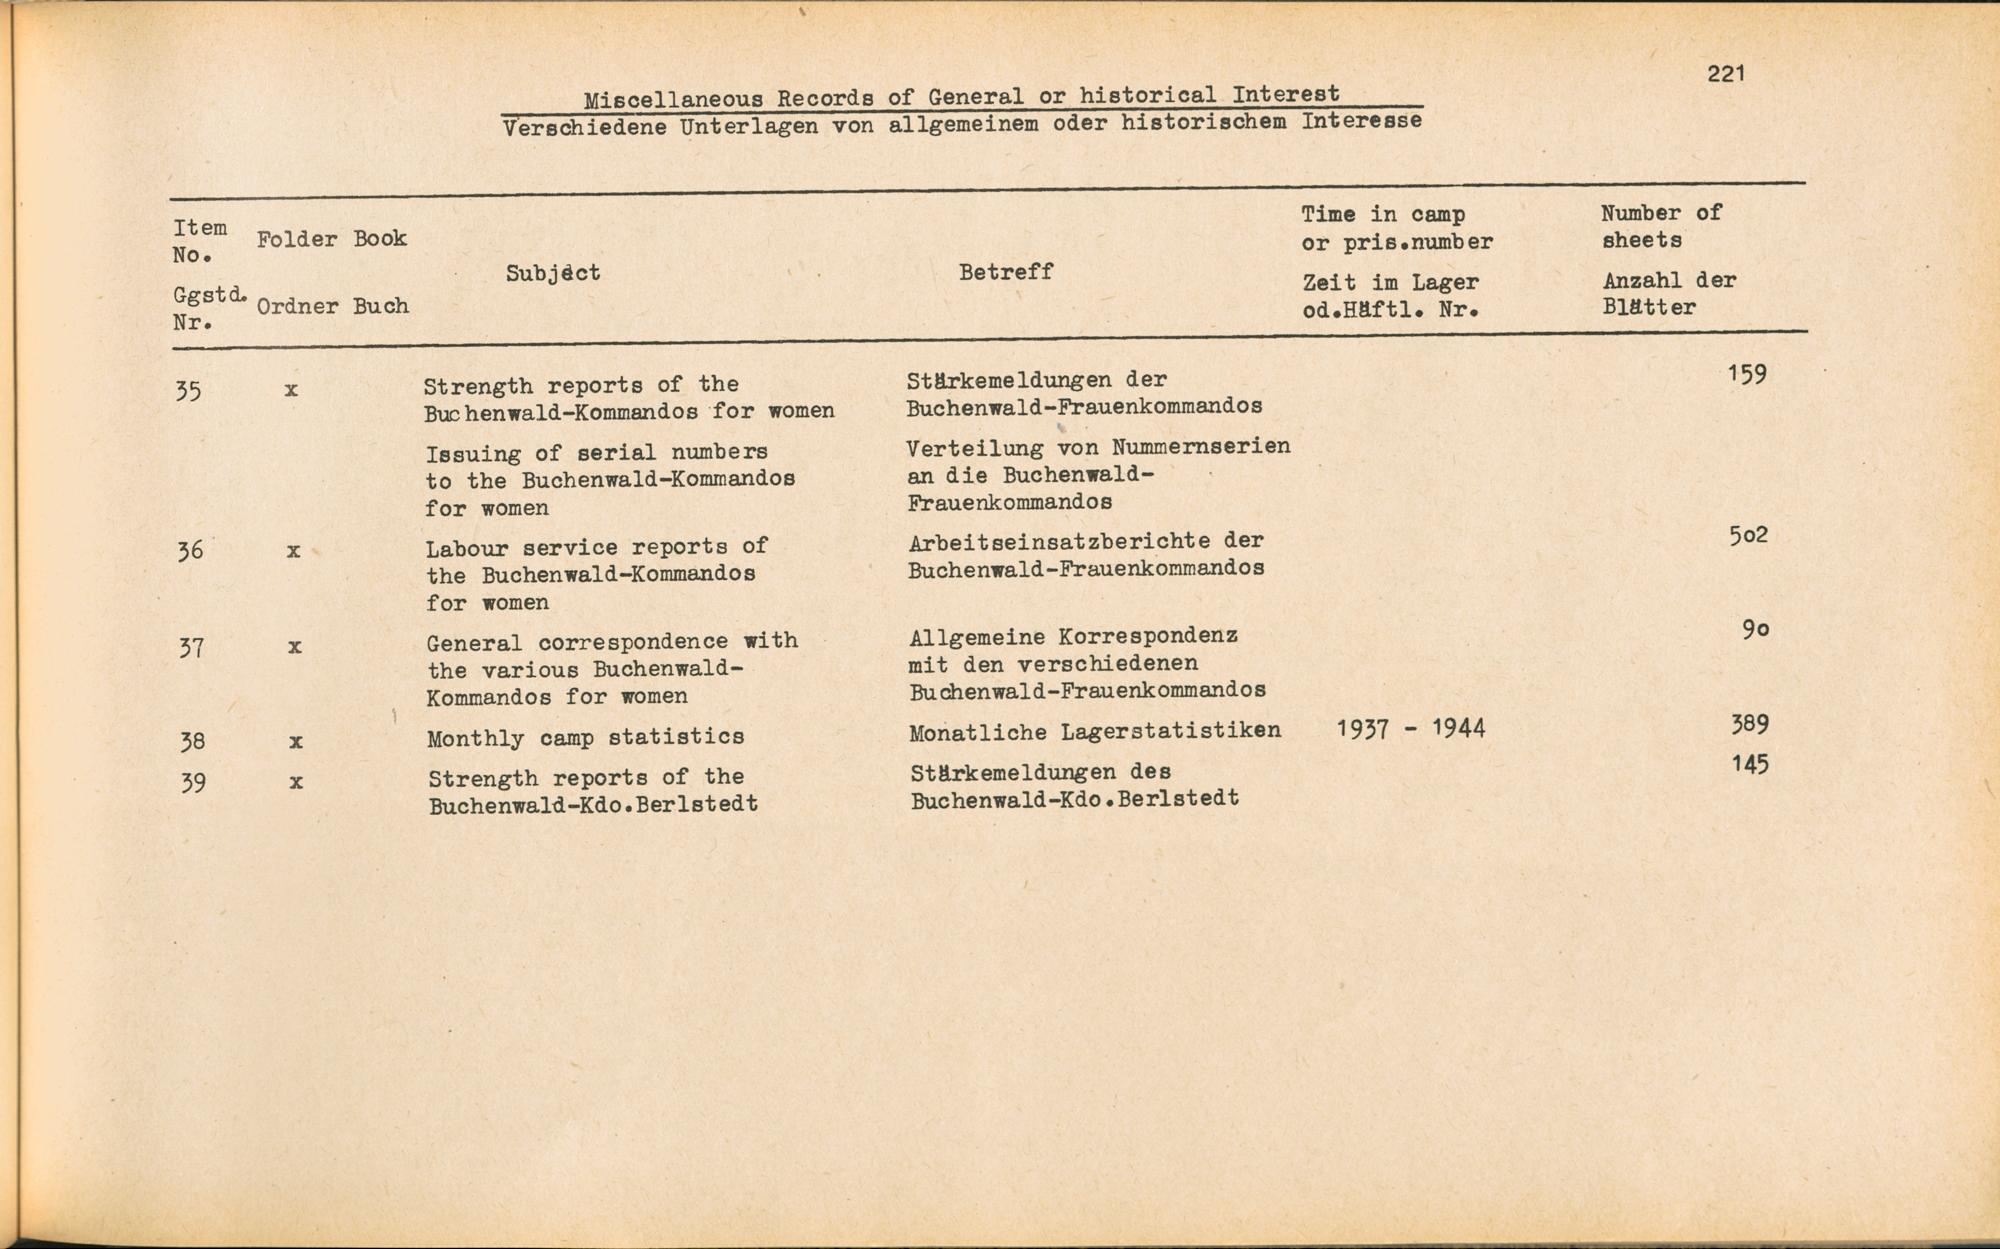 221
Miscellaneous Records of General or historical Interest
Verschiedene Unterlagen von allgemeinem oder historischem Interesse
Item No. Folder Book Subject Betreff Time in camp or pris.number Number of sheets
Ggstd. Nr. Ordner Buch Zeit im Lager od.Häftl. Nr. Anzahl der Blätter
35 x Strength reports of the Stärkemeldungen der 159
Buchenwald-Kommandos for women Buchenwald-Frauenkommandos
Issuing of serial numbers Verteilung von Nummernserien
to the Buchenwald-Kommandos an die Buchenwald-
for women Frauenkommandos
36 x Labour service reports of Arbeitseinsatzberichte der 5o2
the Buchenwald-Kommandos Buchenwald-Frauenkommandos
for women
37 x General correspondence with Allgemeine Korrespondenz 9o
the various Buchenwald- mit den verschiedenen
Kommandos for women Buchenwald-Frauenkommandos
38 x Monthly camp statistics Monatliche Lagerstatistiken 1937 - 1944 389
39 x Strength reports of the Stärkemeldungen des 145
Buchenwald-Kdo.Berlstedt Buchenwald-Kdo.Berlstedt